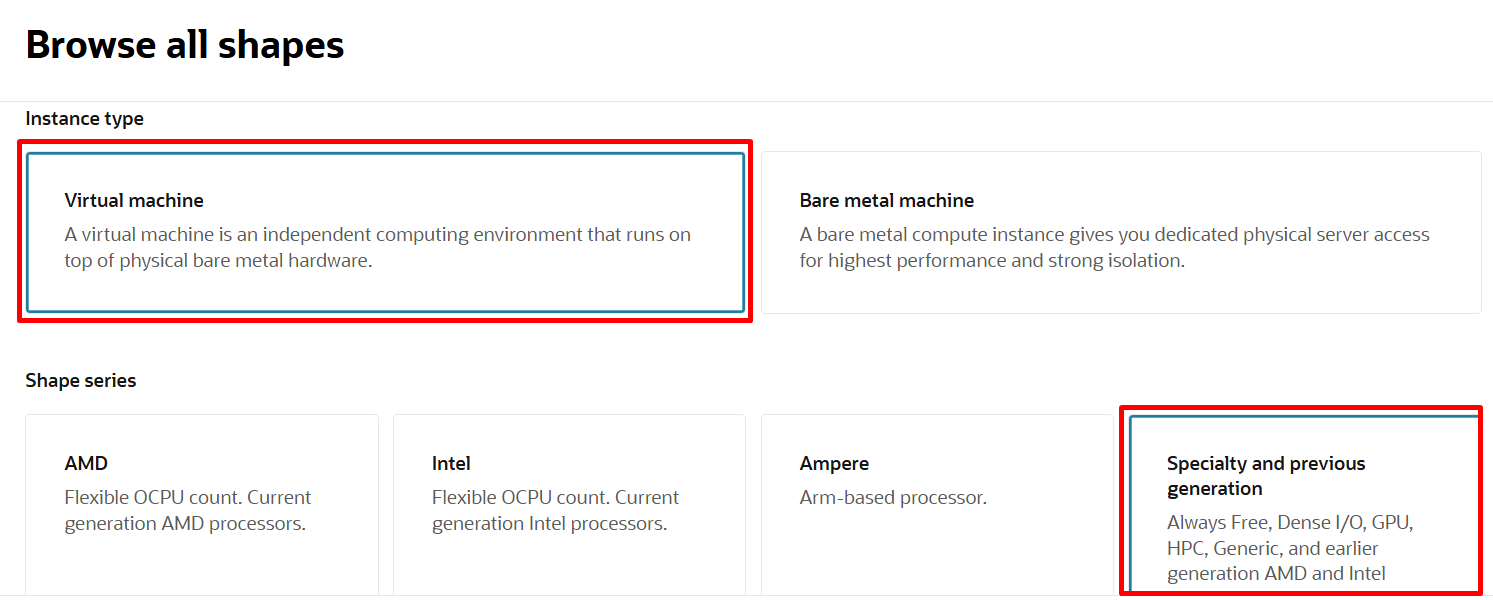 Browse all shapes
Instance type
Virtual machine
A virtual machine is an independent computing environment that runs on
top of physical bare metal hardware.
Bare metal machine
A bare metal compute instance gives you dedicated physical server access
for highest performance and strong isolation.
Shape series
AMD
Flexible OCPU count. Current
generation AMD processors.
Intel
Flexible OCPU count. Current
generation Intel processors.
Ampere
Arm-based processor.
Specialty and previous
generation
Always Free, Dense I/O, GPU,
HPC, Generic, and earlier
generation AMD and Intel